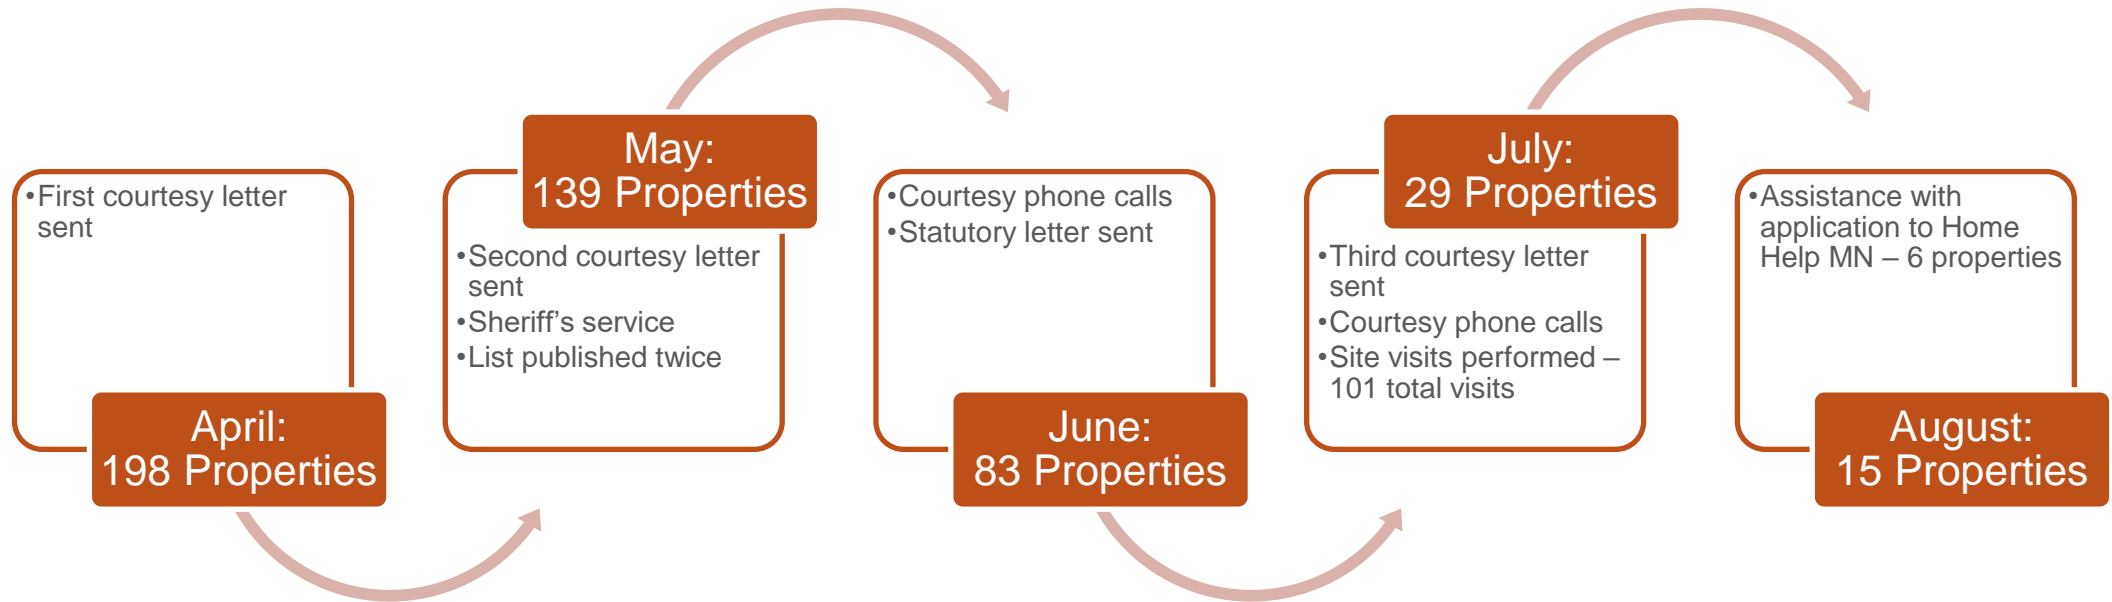 •First courtesy letter
sent
April:
198 Properties
May:
139 Properties
•Second courtesy letter
sent
•Sheriff’s service
•List published twice
•Courtesy phone calls
•Statutory letter sent
June:
83 Properties
July:
29 Properties
•Third courtesy letter
sent
•Courtesy phone calls
•Site visits performed –
101 total visits
•Assistance with
application to Home
Help MN – 6 properties
August:
15 Properties